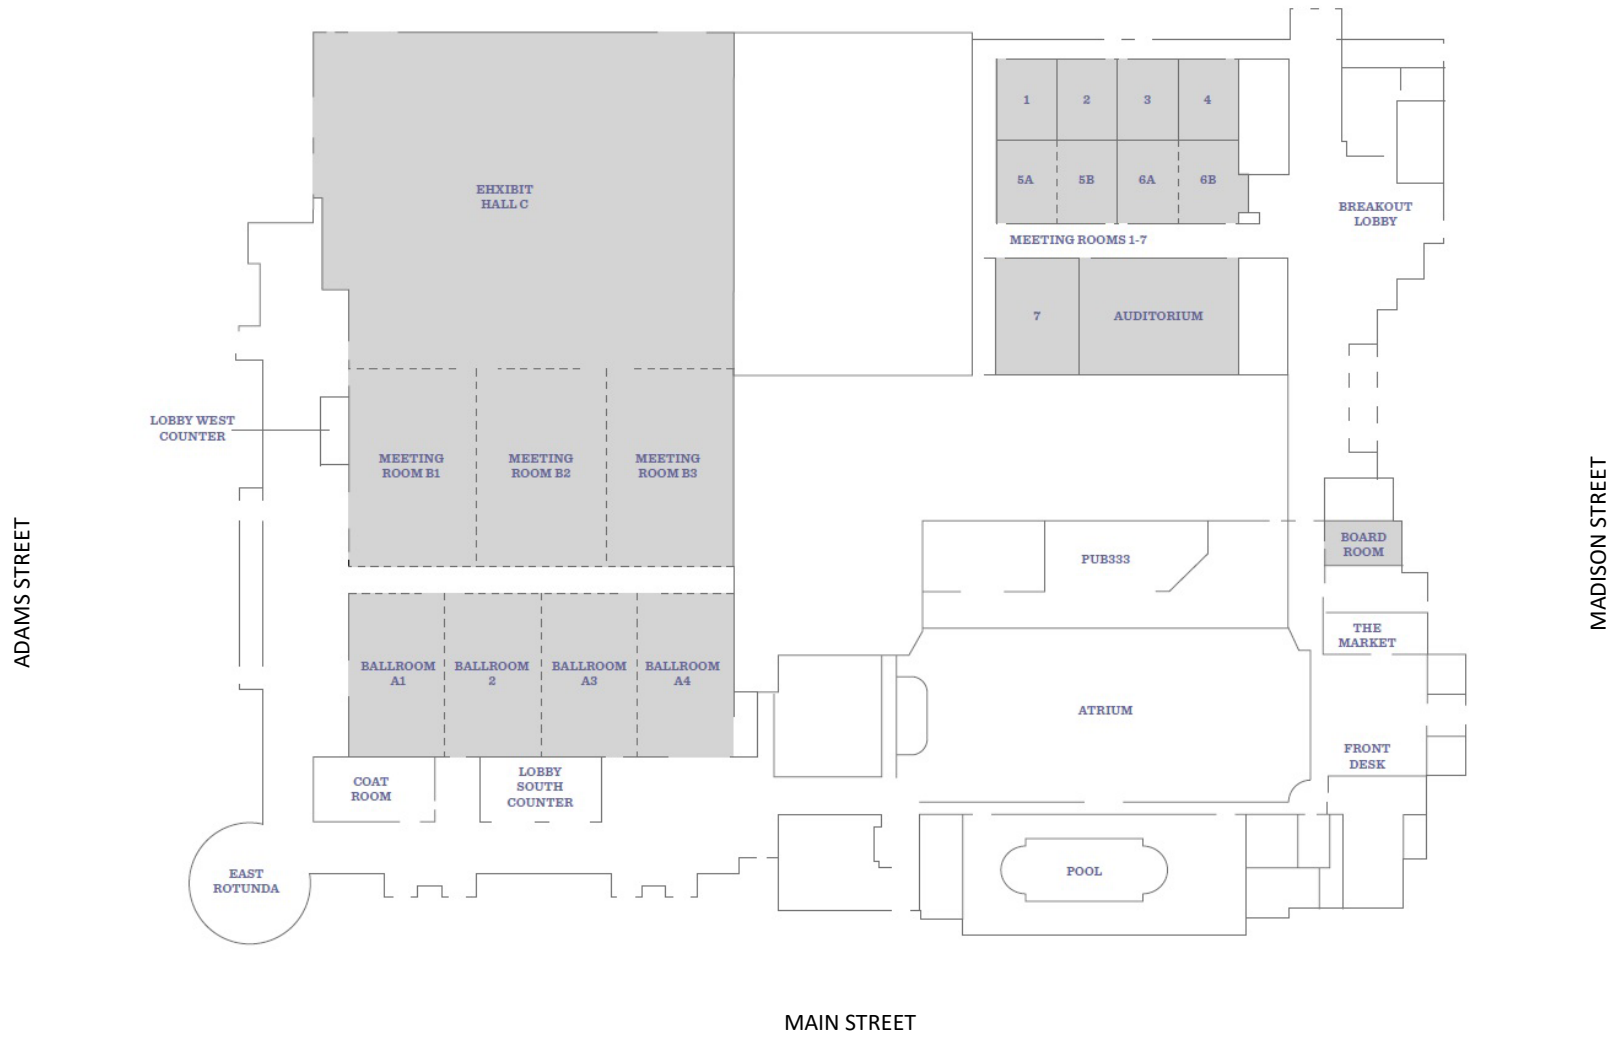 1
2
3
4
5A
5B
6A
6B
EHXIBIT
HALL C
BREAKOUT
LOBBY
MEETING ROOMS 1-7
7
AUDITORIUM
LOBBY WEST
COUNTER
MEETING
ROOM B1
MEETING
ROOM B2
MEETING
ROOM B3
ADAMS STREET
MADISON STREET
BOARD
ROOM
PUB333
THE
MARKET
BALLROOM
A1
BALLROOM
2
BALLROOM
A3
BALLROOM
A4
ATRIUM
FRONT
DESK
COAT
ROOM
LOBBY
SOUTH
COUNTER
EAST
ROTUNDA
POOL
MAIN STREET